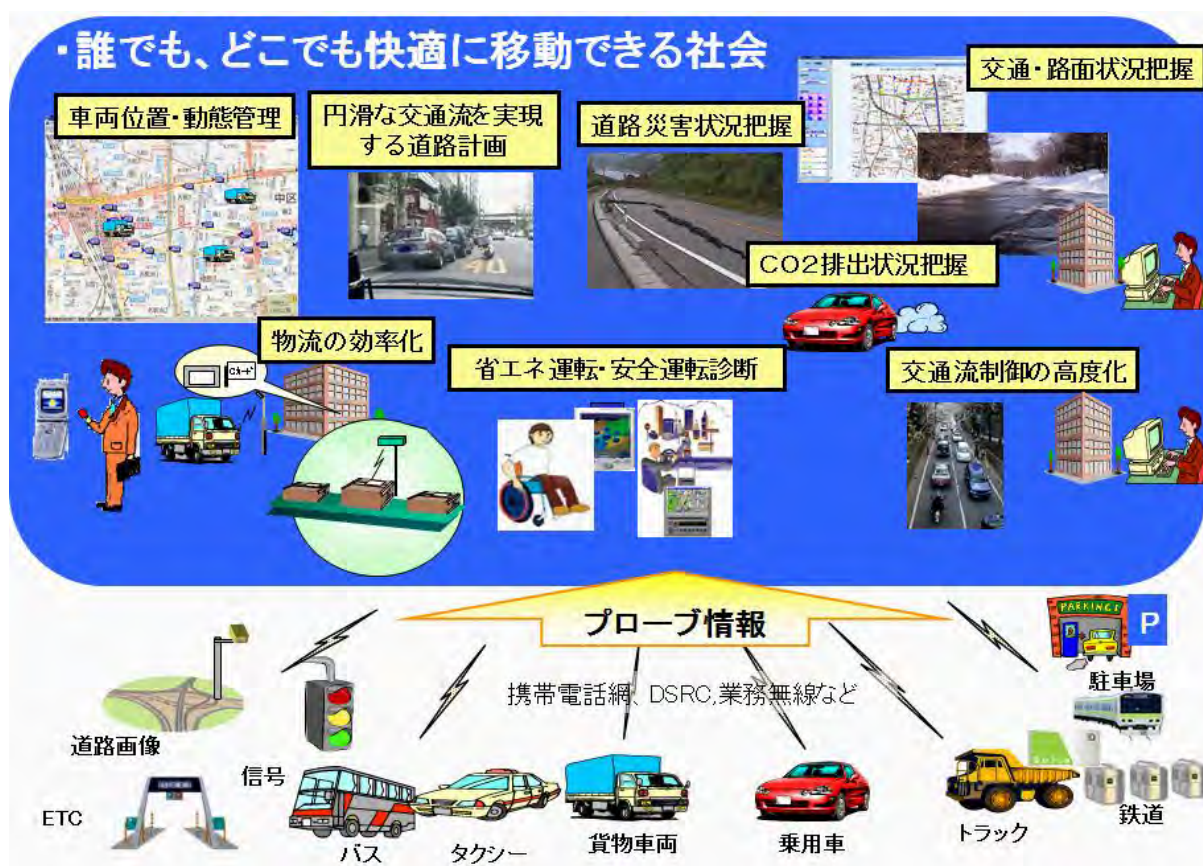 ・誰でも、どこでも快適に移動できる社会
交通・路面状況把握
車両位置・動態管理
円滑な交通流を実現
する道路計画
道路災害状況把握
中区
CO2排出状況把握
物流の効率化
省エネ運転・安全運転診断
交通流制御の高度化
プローブ情報
携帯電話網、DSRC,業務無線など
PARKING
P
駐車場
道路画像
信号
ETC
バス
タクシー
貨物車両
乗用車
トラック
鉄道